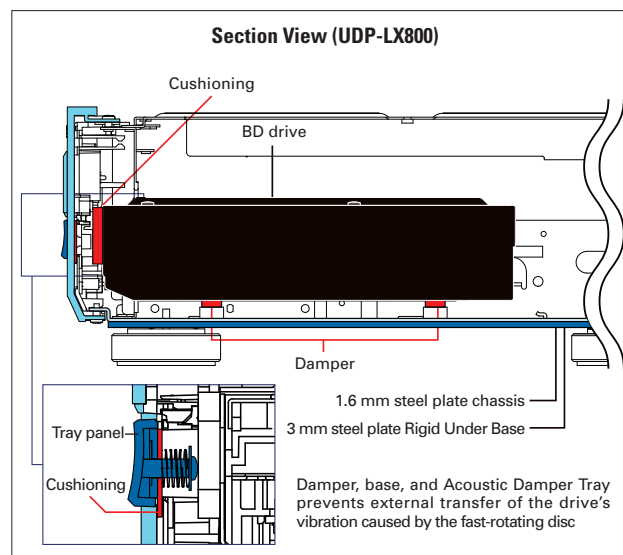 Section View (UDP-LX800)
Cushioning
BD drive
Damper
1.6 mm steel plate chassis
3 mm steel plate Rigid Under Base
Tray panel
Cushioning
Damper, base, and Acoustic Damper Tray
prevents external transfer of the drive's
vibration caused by the fast-rotating disc